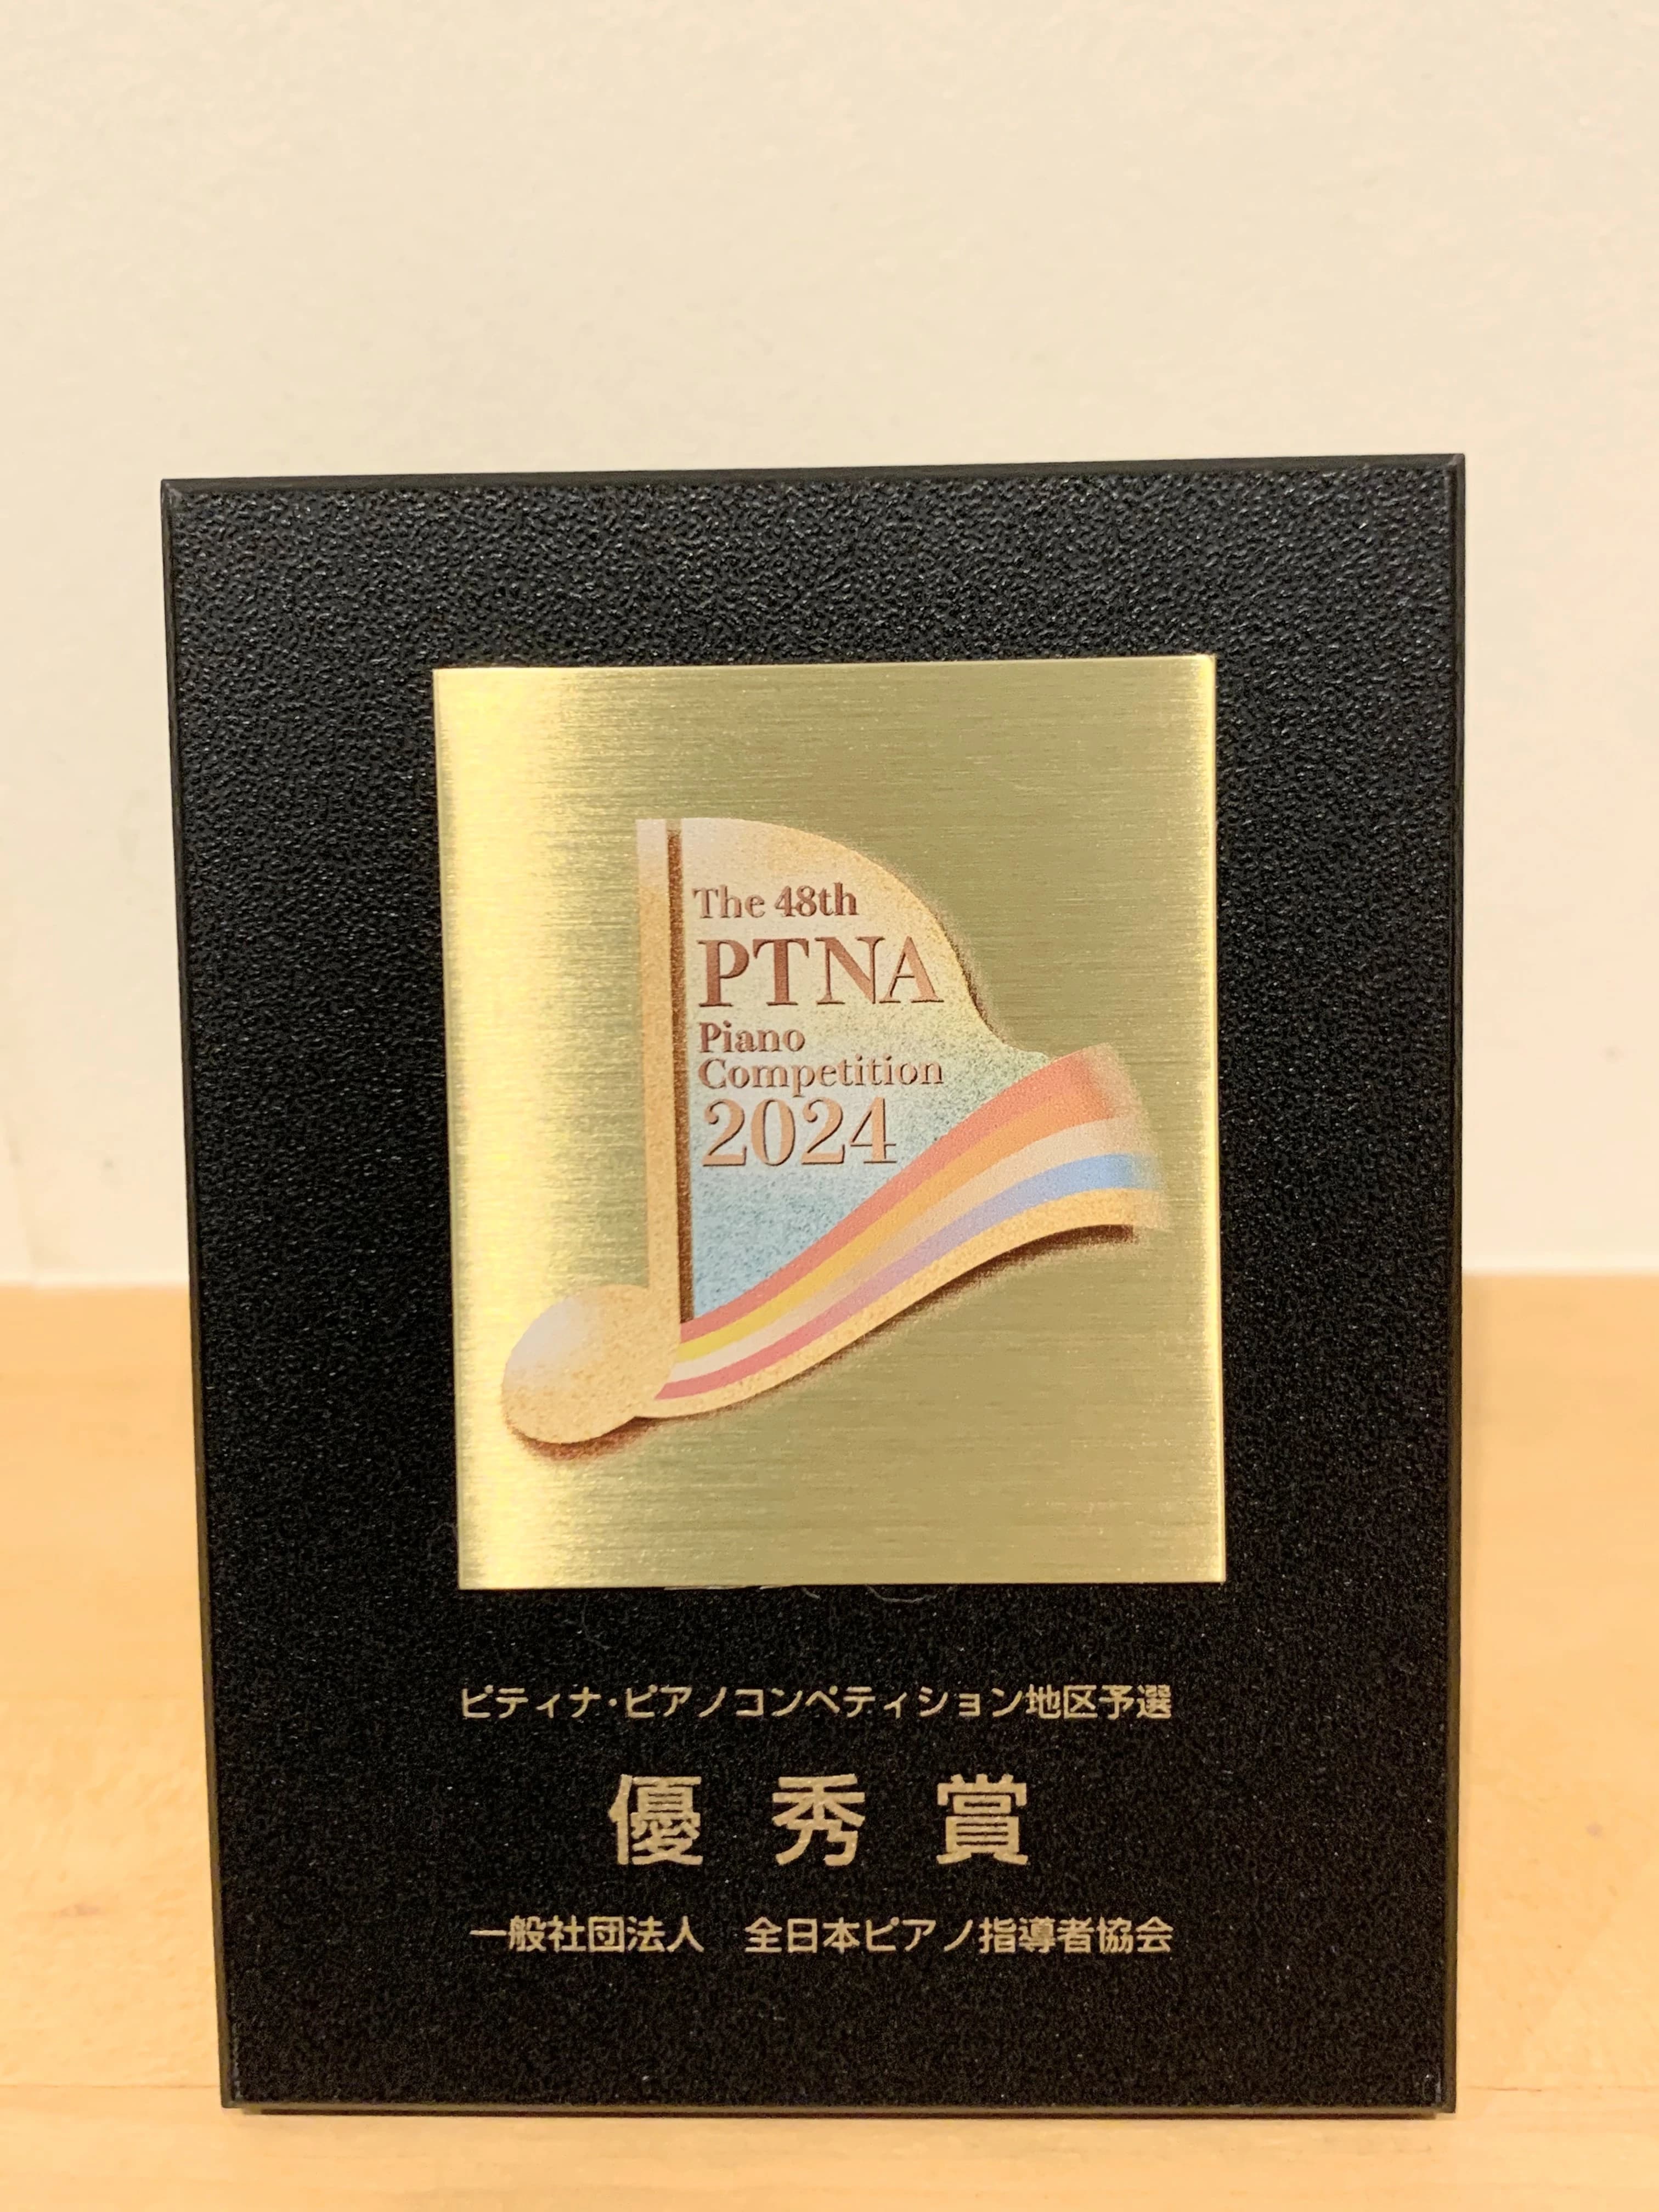 The 48th
PTNA
Piano
Competition
2024
ピティナ・ピアノコンペティション地区予選
優秀賞
一般社団法人　全日本ピアノ指導者協会